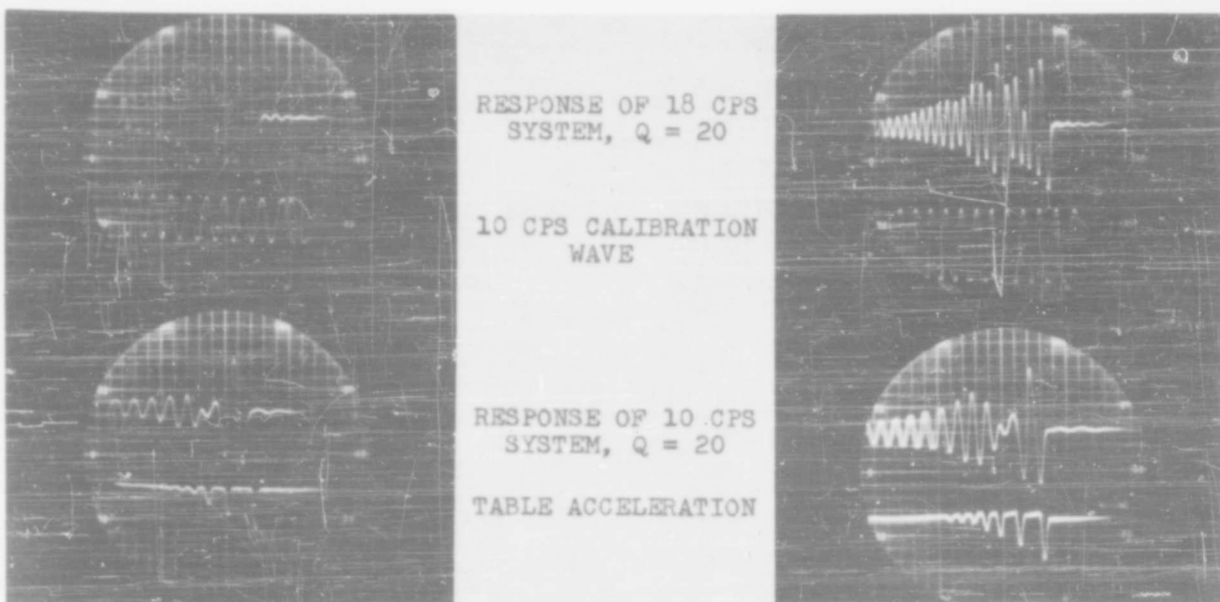 RESPONSE OF 18 CPS
SYSTEM, Q = 20
10 CPS CALIBRATION
WAVE
RESPONSE OF 10 CPS
SYSTEM, Q = 20
TABLE ACCELERATION